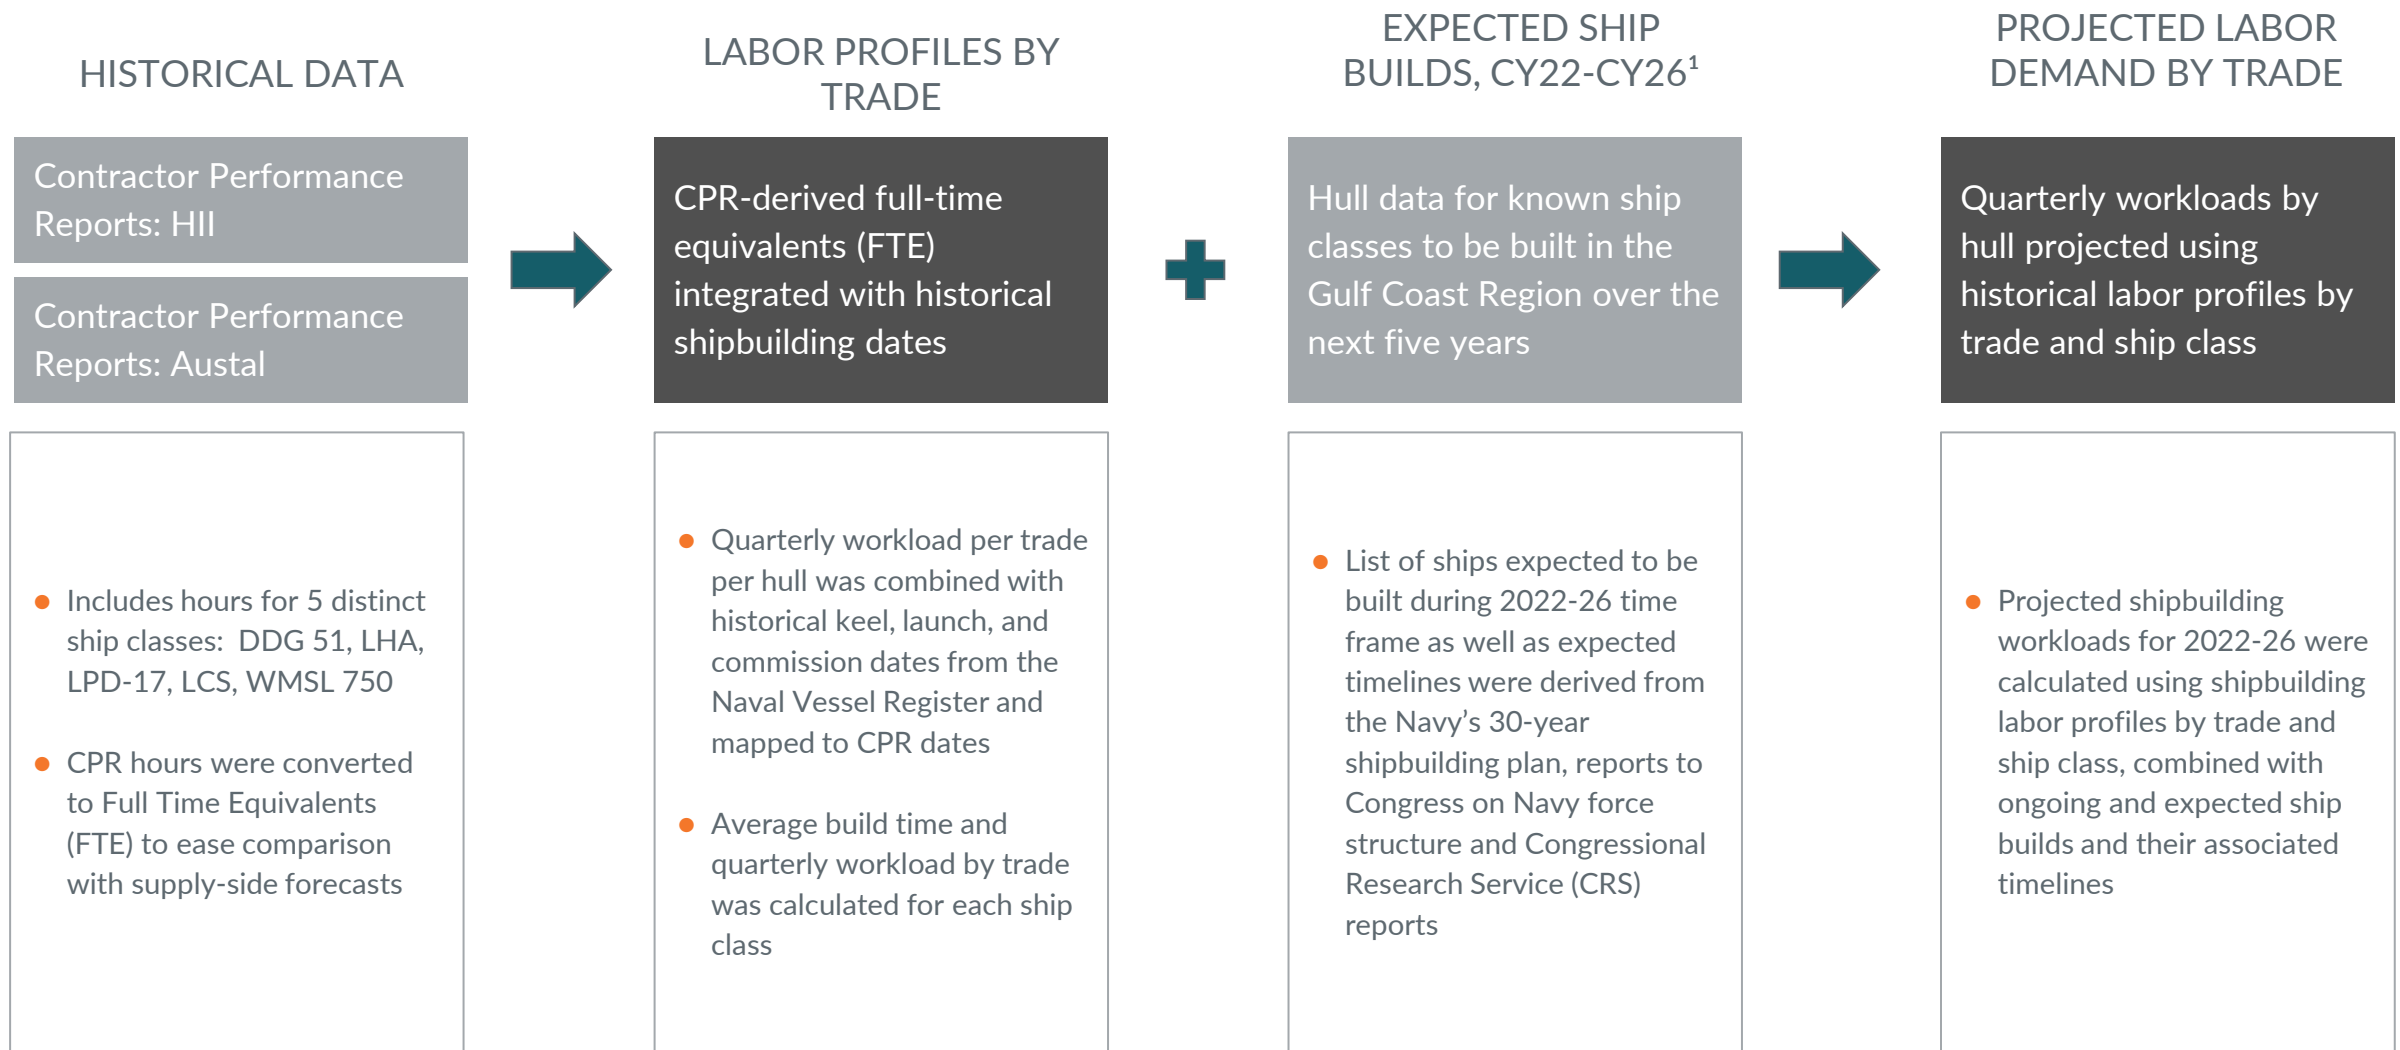 HISTORICAL DATA
Contractor Performance
Reports: HII
Contractor Performance
Reports: Austal
Includes hours for 5 distinct
ship classes:  DDG 51, LHA,
LPD-17, LCS, WMSL 750
CPR hours were converted
to Full Time Equivalents
(FTE) to ease comparison
with supply-side forecasts
LABOR PROFILES BY
TRADE
CPR-derived full-time
equivalents (FTE)
integrated with historical
shipbuilding dates
Quarterly workload per trade
per hull was combined with
historical keel, launch, and
commission dates from the
Naval Vessel Register and
mapped to CPR dates
Average build time and
quarterly workload by trade
was calculated for each ship
class
EXPECTED SHIP
BUILDS, CY22-CY26¹
Hull data for known ship
classes to be built in the
Gulf Coast Region over the
next five years
List of ships expected to be
built during 2022-26 time
frame as well as expected
timelines were derived from
the Navy’s 30-year
shipbuilding plan, reports to
Congress on Navy force
structure and Congressional
Research Service (CRS)
reports
PROJECTED LABOR
DEMAND BY TRADE
Quarterly workloads by
hull projected using
historical labor profiles by
trade and ship class
Projected shipbuilding
workloads for 2022-26 were
calculated using shipbuilding
labor profiles by trade and
ship class, combined with
ongoing and expected ship
builds and their associated
timelines